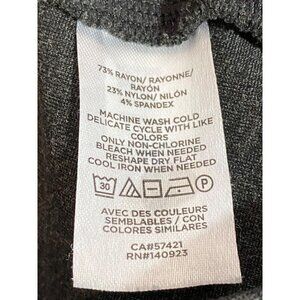 73% RAYON/ RAYONNE/
RAYÓN
23% NYLON/ NILÓN
4% SPANDEX
MACHINE WASH COLD
DELICATE CYCLE WITH LIKE
COLORS
ONLY NON-CHLORINE
BLEACH WHEN NEEDED
RESHAPE DRY FLAT
COOL IRON WHEN NEEDED
30 P
AVEC DES COULEURS
SEMBLABLES / CON
COLORES SIMILARES
CA#57421
RN#140923